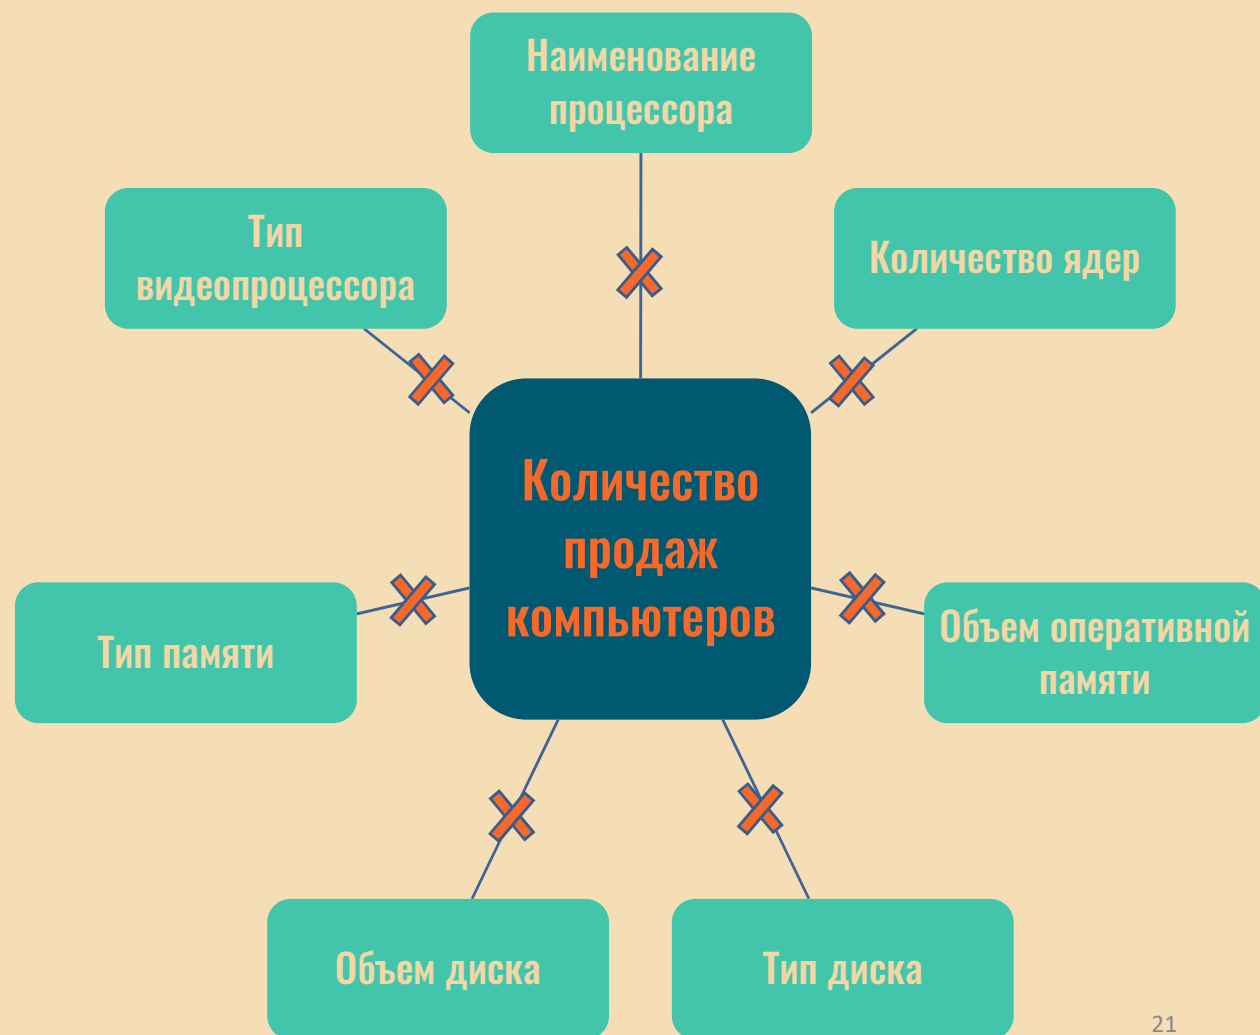 Наименование
процессора
Тип
видеопроцессора
Количество ядер
Количество
продаж
компьютеров
Тип памяти
Объем оперативной
памяти
Объем диска
Тип диска
21